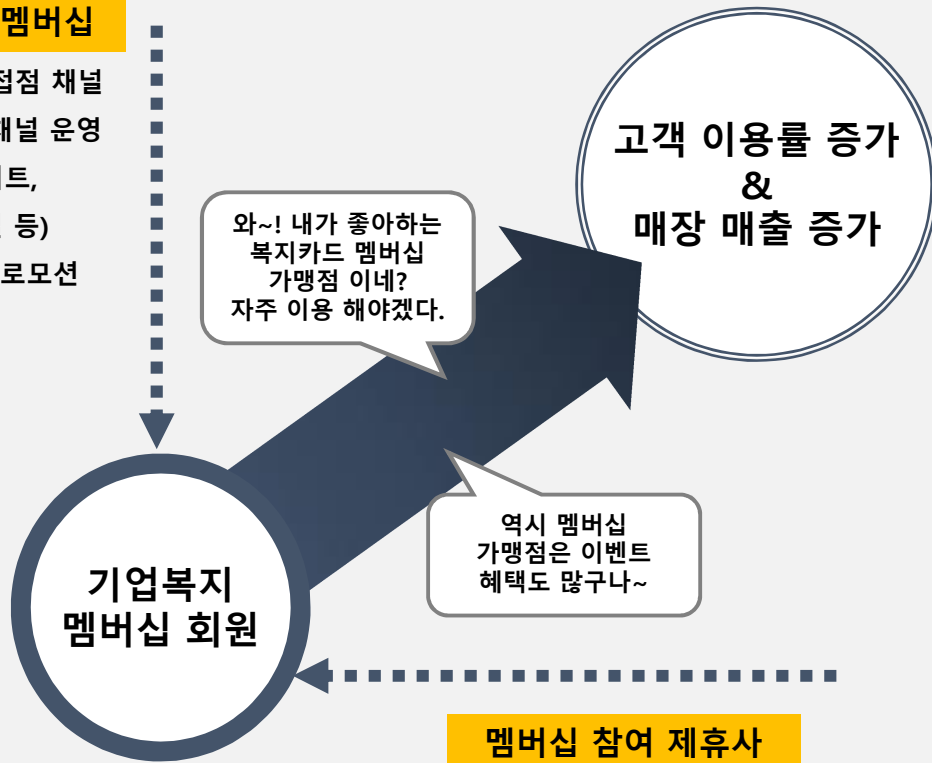 멤버십
접점 채널
채널 운영
트,
등)
로모션
고객 이용률 증가
&
매장 매출 증가
와~! 내가 좋아하는
복지카드 멤버십
가맹점 이네?
자주 이용 해야겠다.
역시 멤버십
가맹점은 이벤트
혜택도 많구나~
기업복지
멤버십 회원
멤버십 참여 제휴사